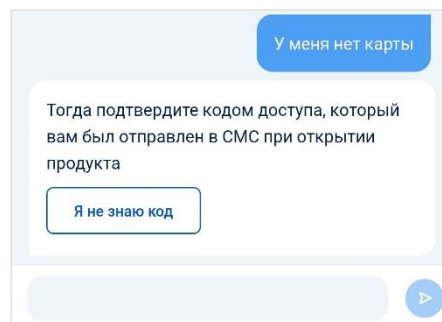 У меня нет карты
Тогда подтвердите кодом доступа, который
вам был отправлен в СМС при открытии
продукта
Я не знаю код